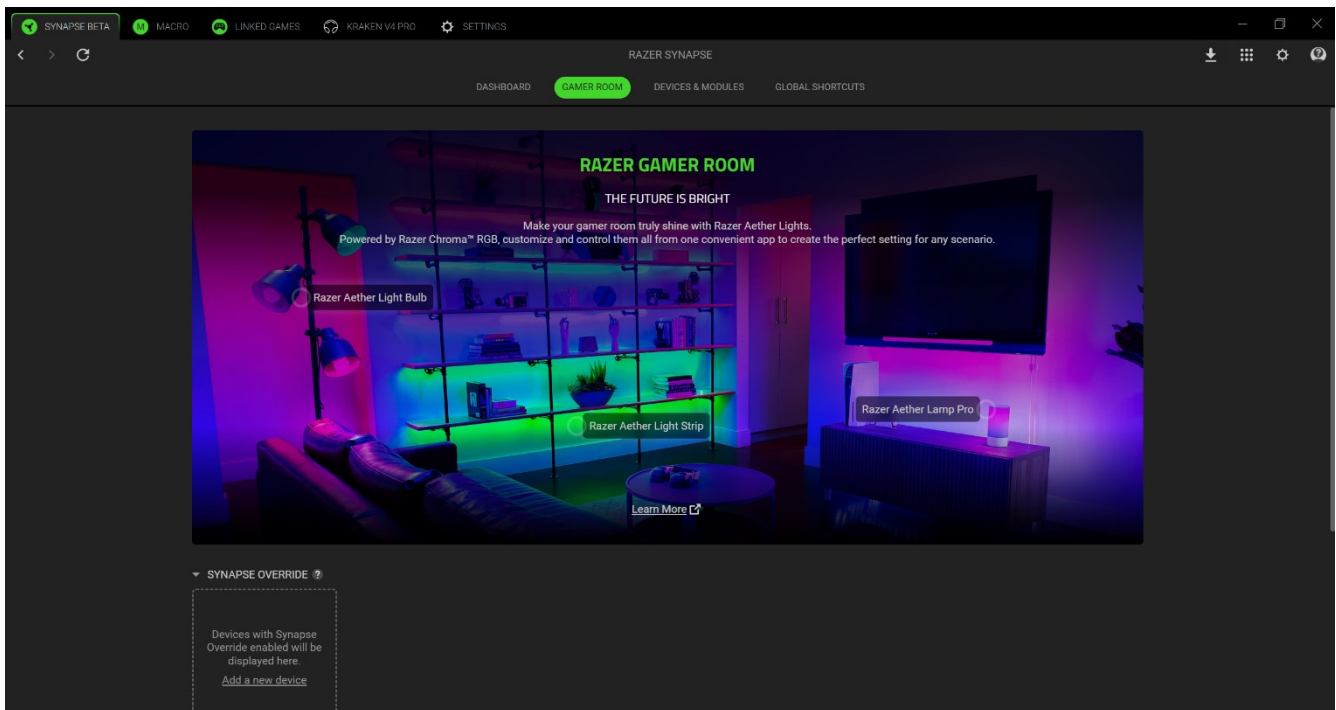 SYNAPSE BETA
MACRO
LINKED GAMES
KRAKEN V4 PRO
SETTINGS
RAZER SYNAPSE
DASHBOARD
GAMER ROOM
DEVICES & MODULES
GLOBAL SHORTCUTS
RAZER GAMER ROOM
THE FUTURE IS BRIGHT
Make your gamer room truly shine with Razer Aether Lights.
Powered by Razer Chroma™ RGB, customize and control them all from one convenient app to create the perfect setting for any scenario.
Razer Aether Light Bulb
Razer Aether Lamp Pro
Razer Aether Light Strip
Learn More
SYNAPSE OVERRIDE ?
Devices with Synapse
Override enabled will be
displayed here.
Add a new device